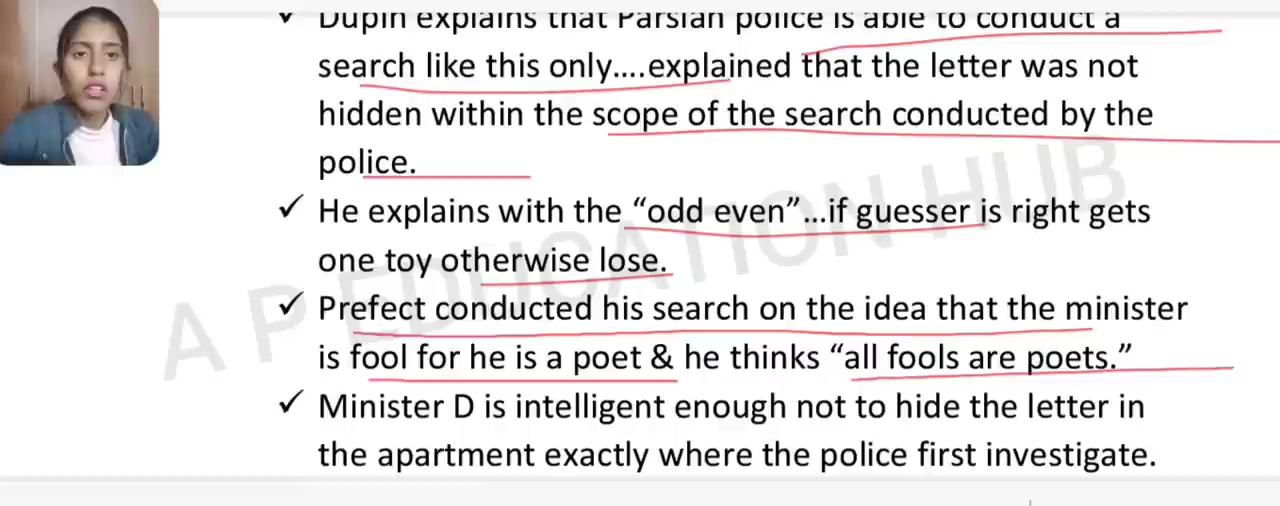 ✓ Dupin explains that Parsian police is able to conduct a
search like this only....explained that the letter was not
hidden within the scope of the search conducted by the
police.
✓ He explains with the “odd even”...if guesser is right gets
one toy otherwise lose.
✓ Prefect conducted his search on the idea that the minister
is fool for he is a poet & he thinks “all fools are poets.”
✓ Minister D is intelligent enough not to hide the letter in
the apartment exactly where the police first investigate.
A P EDUCATION HUB